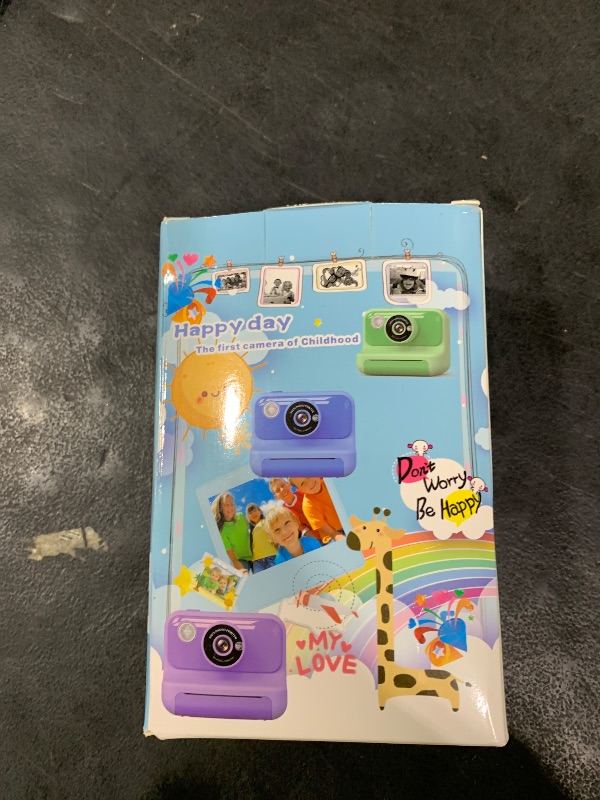 Happy day
The first camera of Childhood
Don't
Worry
Be Happy
MY
LOVE